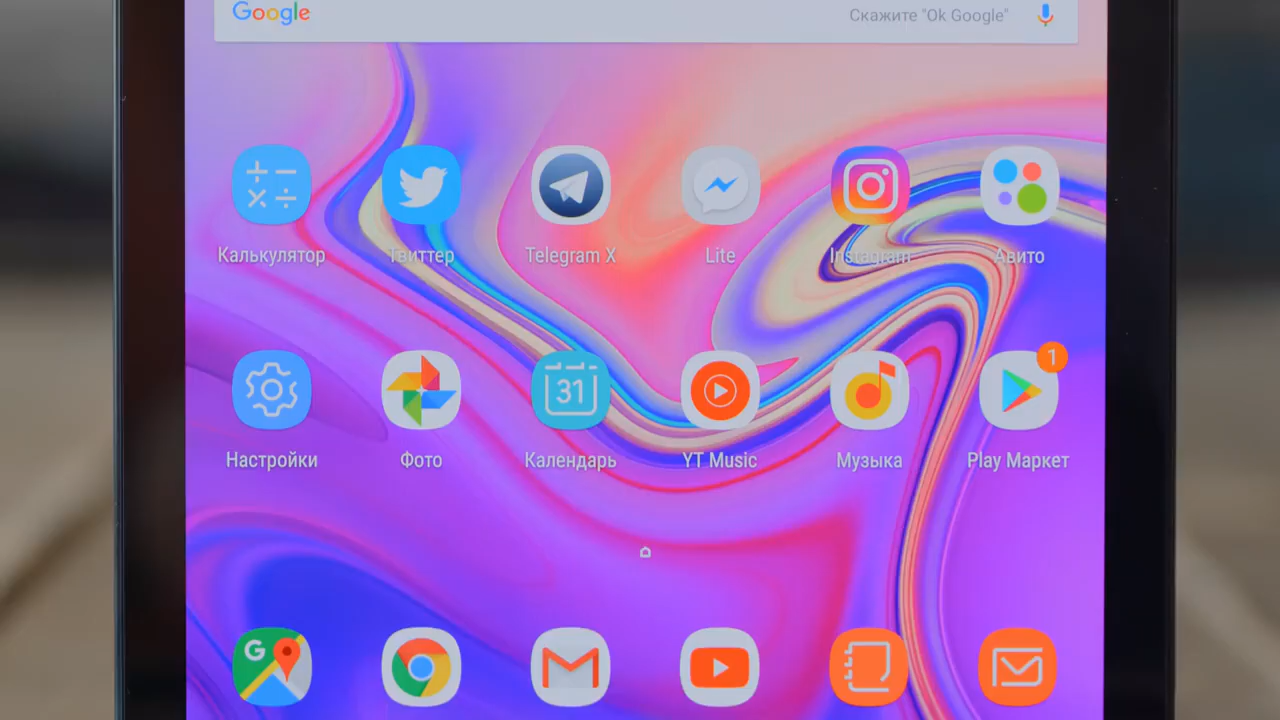 Google Скажите "Ok Google"
Калькулятор Твиттер Telegram X Lite Instagram Авито
31
1
Настройки Фото Календарь YT Music Музыка Play Маркет
G